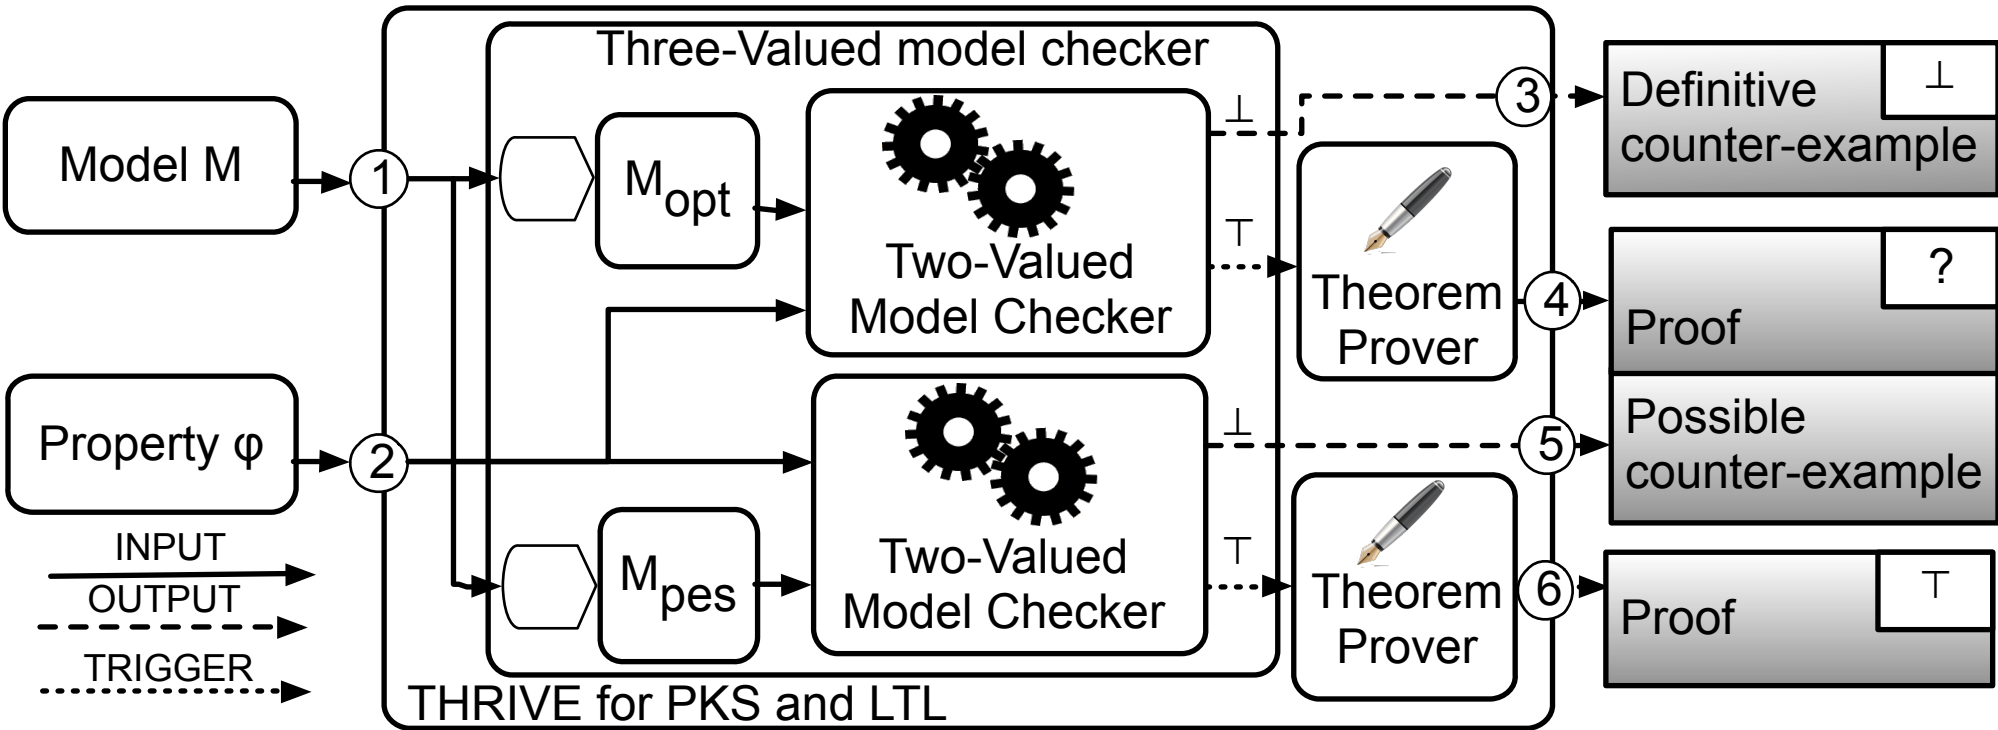 Three-Valued model checker
Model M
1
M opt
Two-Valued
Model Checker
⊥
⊤
3
Definitive
counter-example
⊥
Theorem
Prover
4
?
Proof
Property φ
2
Two-Valued
Model Checker
⊥
⊤
5
Possible
counter-example
M pes
Theorem
Prover
6
Proof
⊤
INPUT
OUTPUT
TRIGGER
THRIVE for PKS and LTL